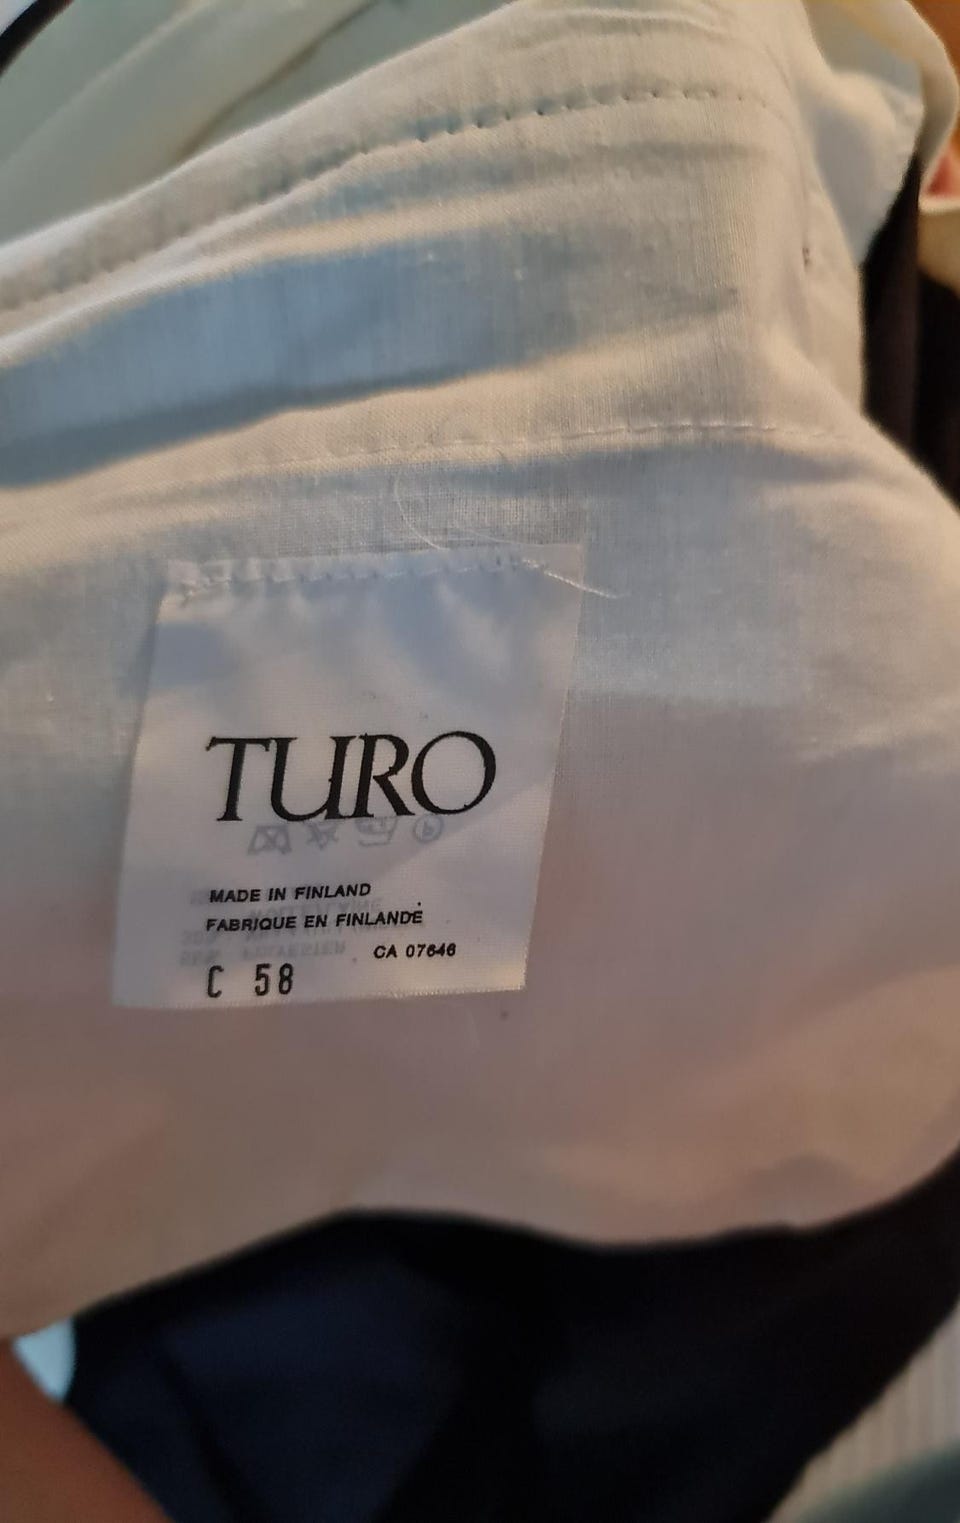 TURO
MADE IN FINLAND
FABRIQUE EN FINLANDE
CA 07646
C 58